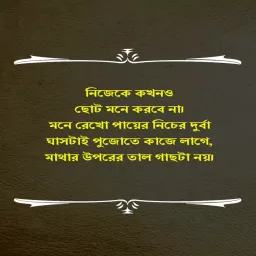 নিজেকে কখনও
ছোট মনে করবে না।
মনে রেখো পায়ের নিচের দুর্বা
ঘাসটাই পুজোতে কাজে লাগে,
মাথার উপরের তাল গাছটা নয়।